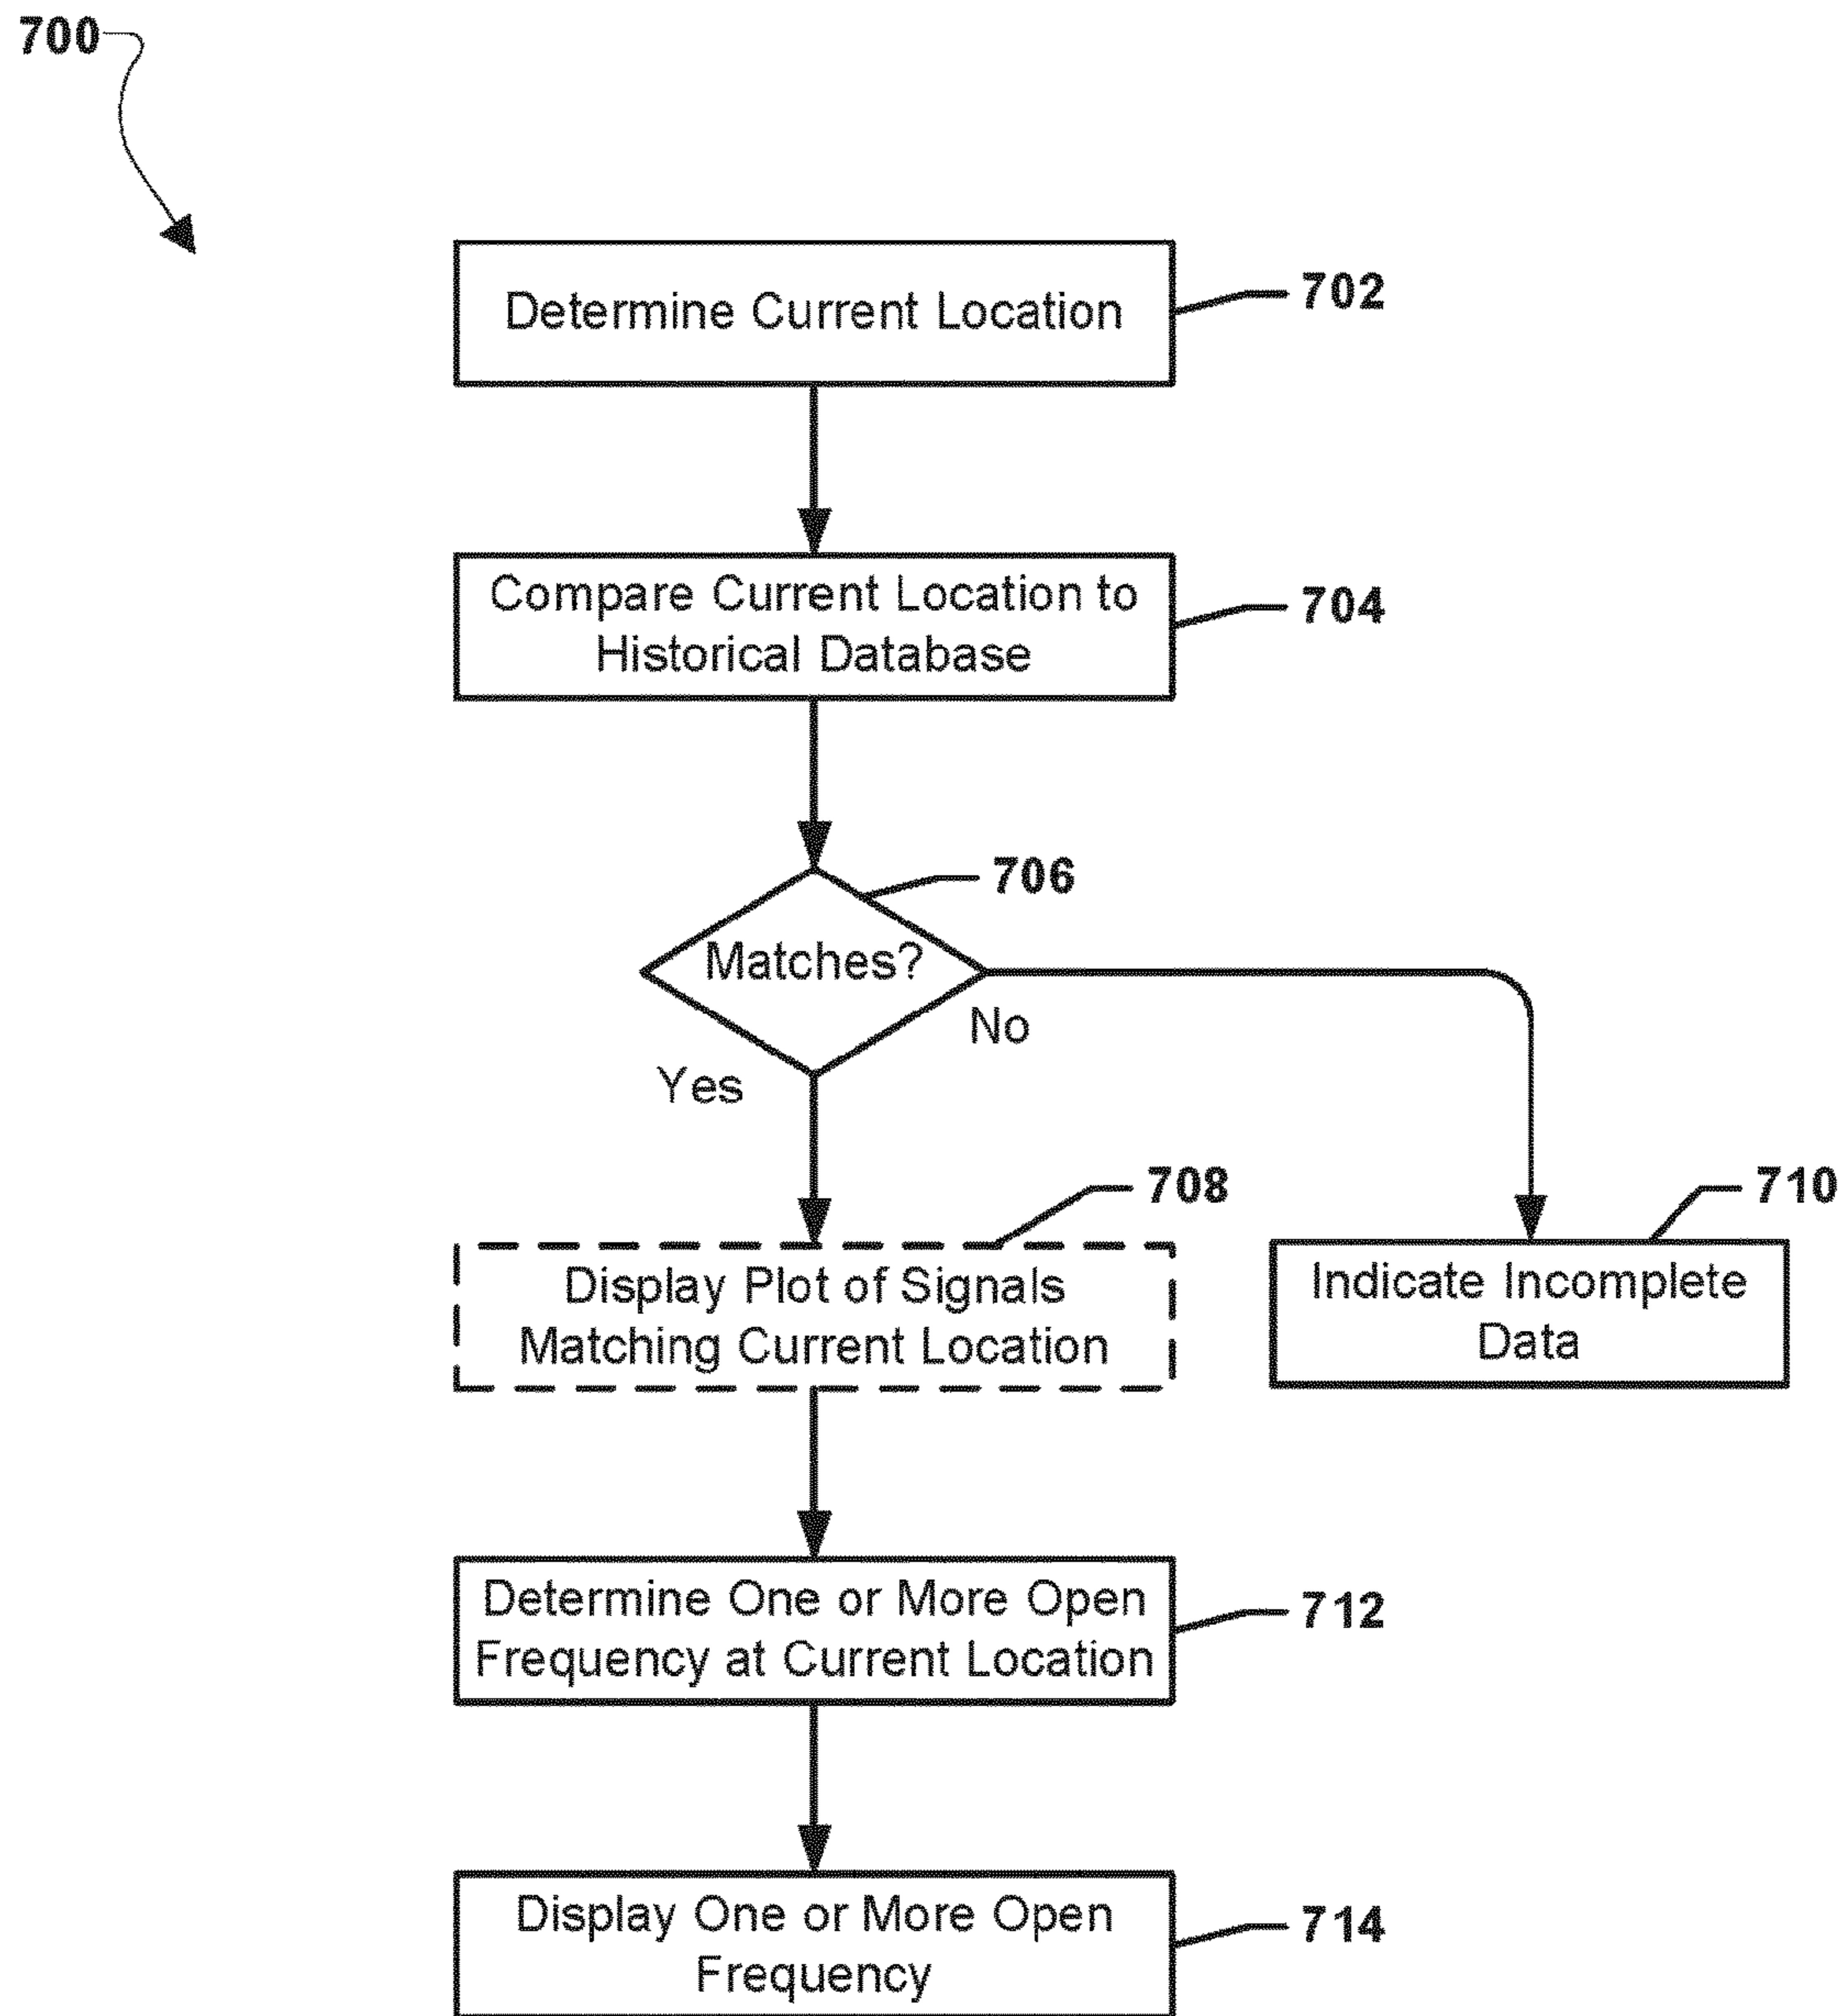 700
Determine Current Location
702
Compare Current Location to
Historical Database
704
706
Matches?
No
Yes
708
710
Display Plot of Signals
Matching Current Location
Indicate Incomplete
Data
Determine One or More Open
Frequency at Current Location
712
Display One or More Open
Frequency
714